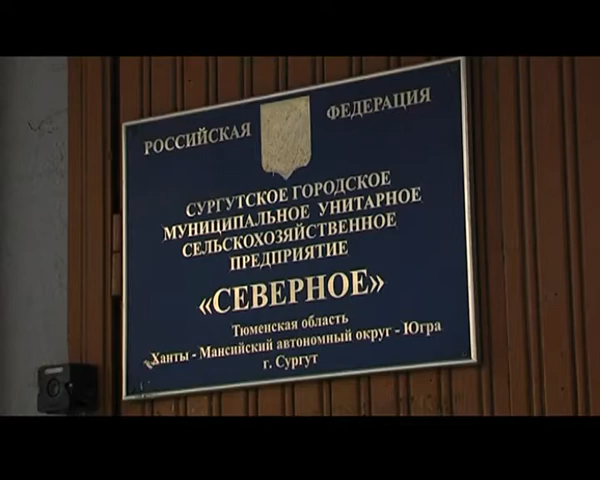 РОССИЙСКАЯ ФЕДЕРАЦИЯ
СУРГУТСКОЕ ГОРОДСКОЕ
МУНИЦИПАЛЬНОЕ УНИТАРНОЕ
СЕЛЬСКОХОЗЯЙСТВЕННОЕ
ПРЕДПРИЯТИЕ
«СЕВЕРНОЕ»
Тюменская область
Ханты - Мансийский автономный округ - Югра
г. Сургут